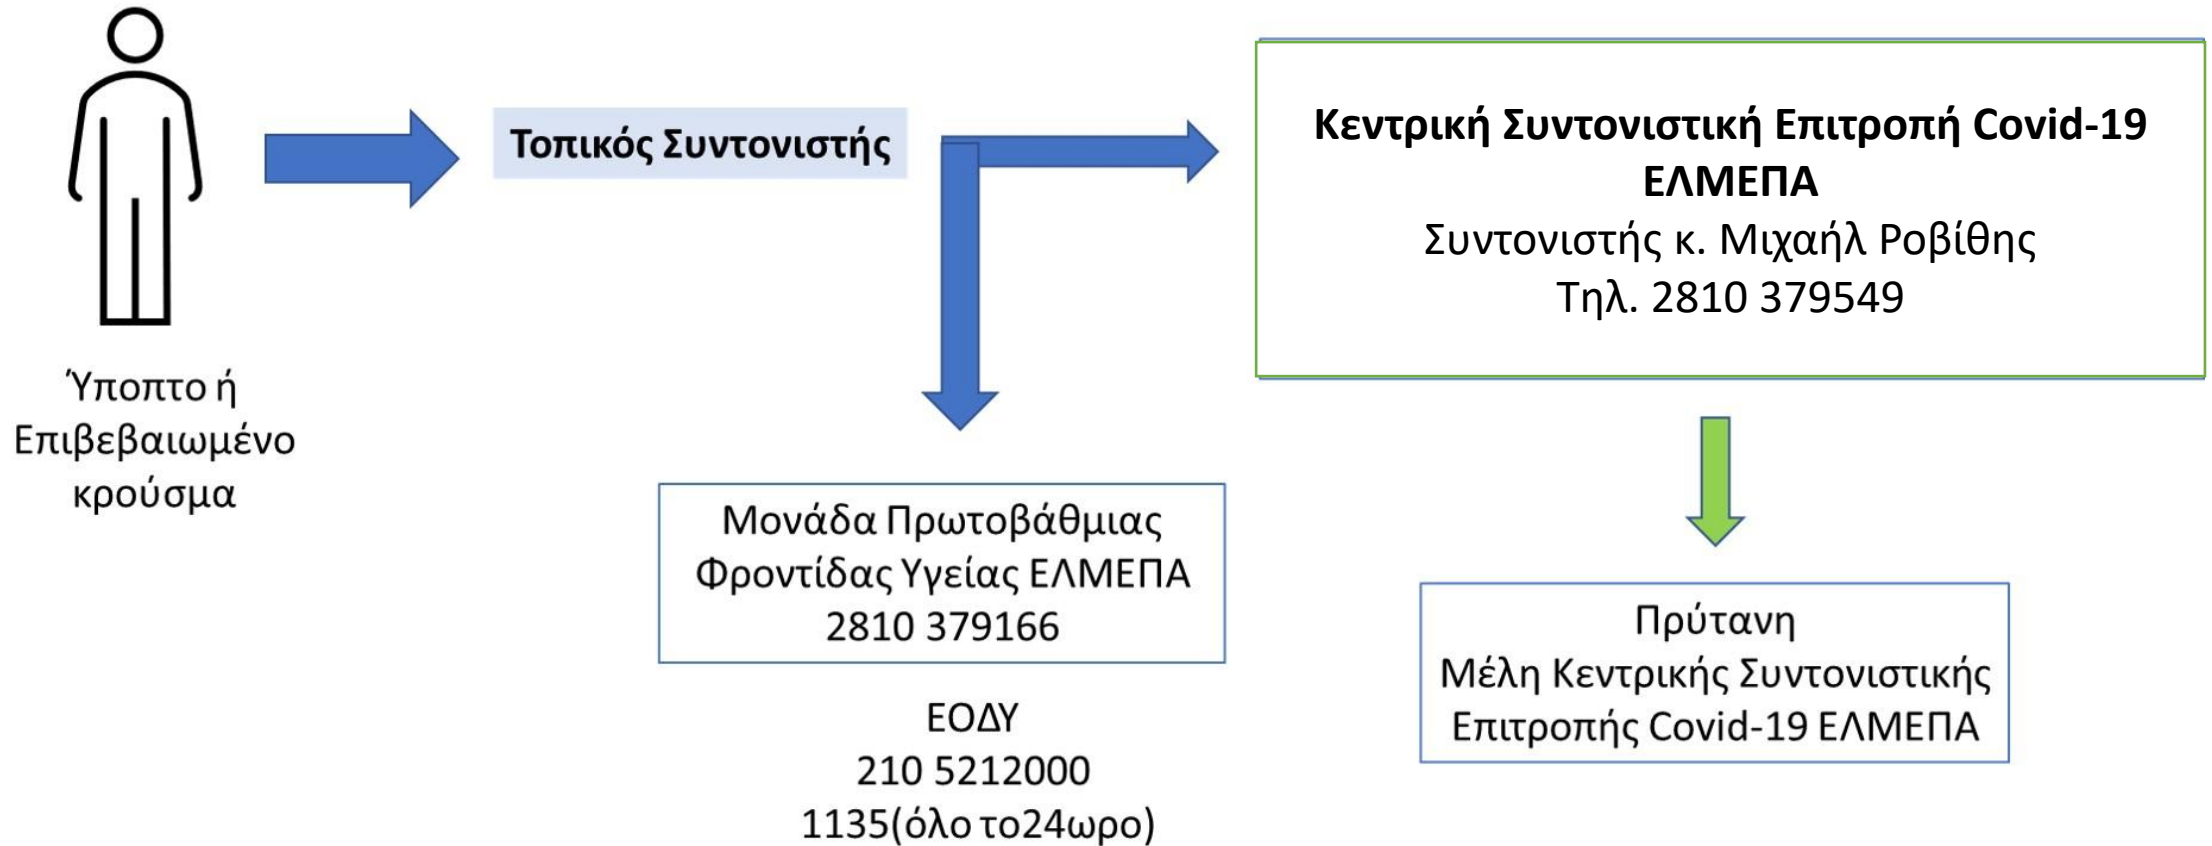 Ύποπτο ή
Επιβεβαιωμένο
κρούσμα
Τοπικός Συντονιστής
Κεντρική Συντονιστική Επιτροπή Covid-19
ΕΛΜΕΠΑ
Συντονιστής κ. Μιχαήλ Ροβίθης
Τηλ. 2810 379549
Μονάδα Πρωτοβάθμιας
Φροντίδας Υγείας ΕΛΜΕΠΑ
2810 379166
ΕΟΔΥ
210 5212000
1135(όλο το24ωρο)
Πρύτανη
Μέλη Κεντρικής Συντονιστικής
Επιτροπής Covid-19 ΕΛΜΕΠΑ